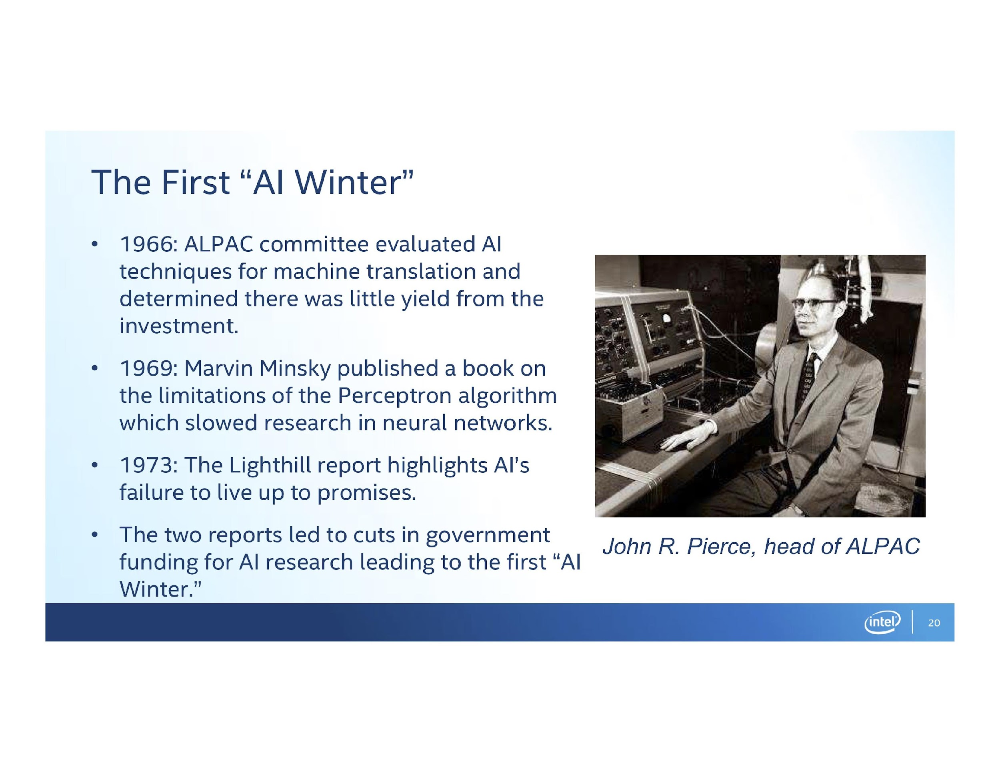 The First “AI Winter”
• 1966: ALPAC committee evaluated AI
techniques for machine translation and
determined there was little yield from the
investment.
• 1969: Marvin Minsky published a book on
the limitations of the Perceptron algorithm
which slowed research in neural networks.
• 1973: The Lighthill report highlights AI’s
failure to live up to promises.
• The two reports led to cuts in government
funding for AI research leading to the first “AI
Winter.”
John R. Pierce, head of ALPAC
intel
20